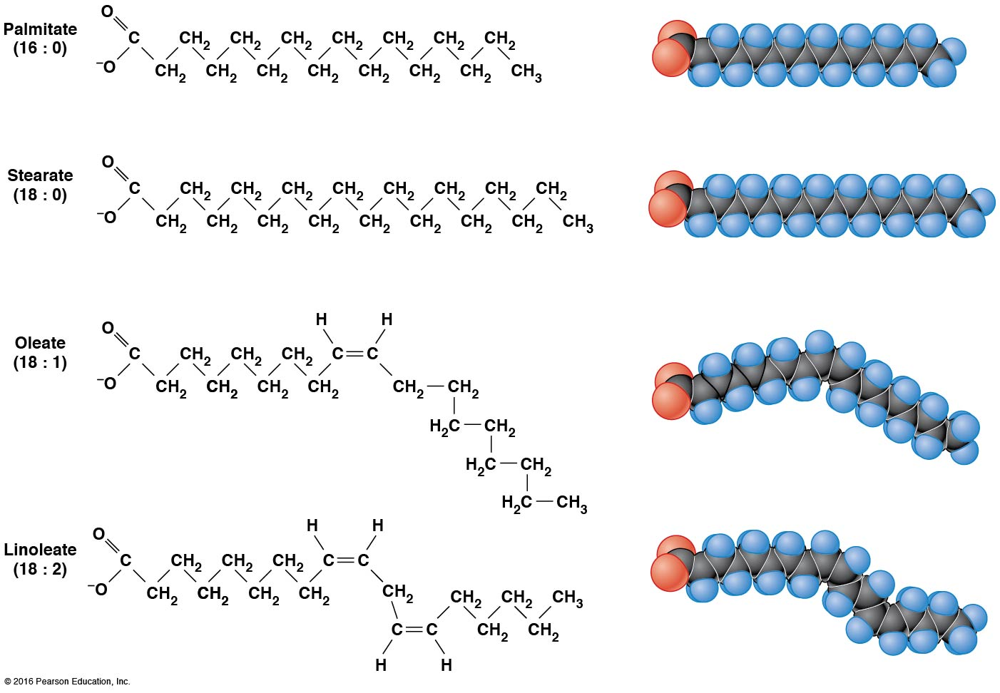 O
Palmitate
(16 : 0)
C CH2 CH2 CH2 CH2 CH2 CH2 CH2
–O
CH2 CH2 CH2 CH2 CH2 CH2 CH2 CH3
O
Stearate
(18 : 0)
C CH2 CH2 CH2 CH2 CH2 CH2 CH2 CH2
–O
CH2 CH2 CH2 CH2 CH2 CH2 CH2 CH2 CH3
H H
O
Oleate
(18 : 1)
C CH2 CH2 CH2 C C
–O
CH2 CH2 CH2 CH2 CH2 CH2
H2C CH2
H2C CH2
H2C CH3
H H
O
Linoleate
(18 : 2)
C CH2 CH2 CH2 C C
–O
CH2 CH2 CH2 CH2 CH2 CH2 CH2 CH3
C C CH2 CH2
H H
© 2016 Pearson Education, Inc.